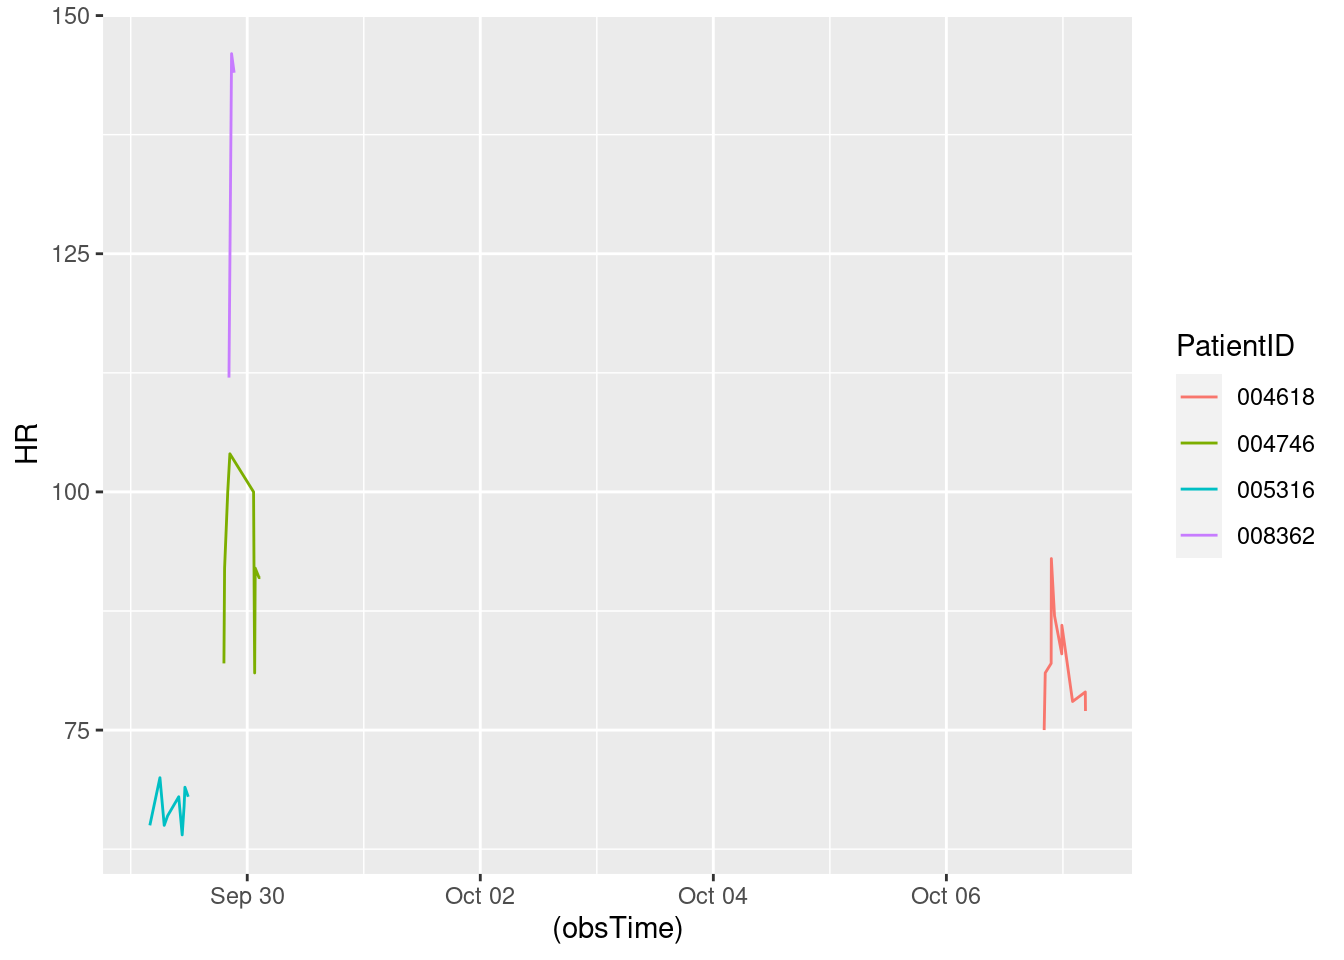 150
125
100
75
HR
Sep 30
Oct 02
Oct 04
Oct 06
(obsTime)
PatientID
004618
004746
005316
008362